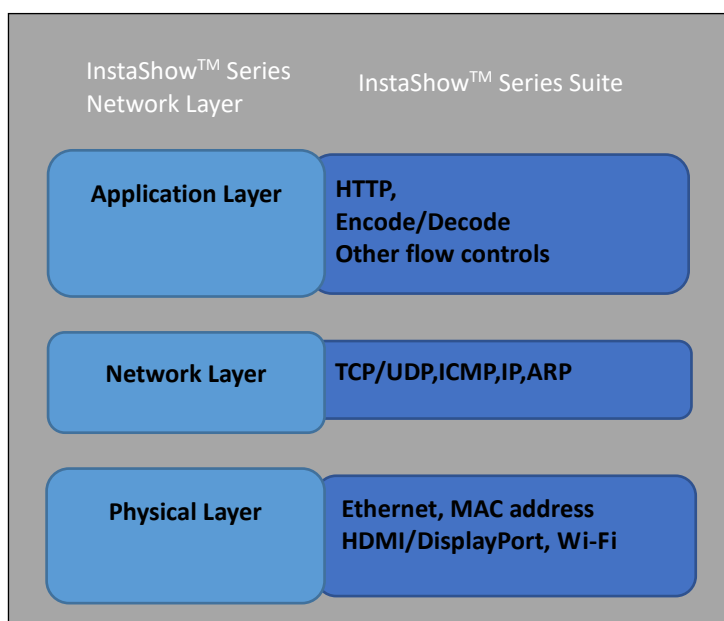 InstaShow™ Series
Network Layer
InstaShow™ Series Suite
Application Layer
HTTP,
Encode/Decode
Other flow controls
Network Layer
TCP/UDP,ICMP,IP,ARP
Physical Layer
Ethernet, MAC address
HDMI/DisplayPort, Wi-Fi